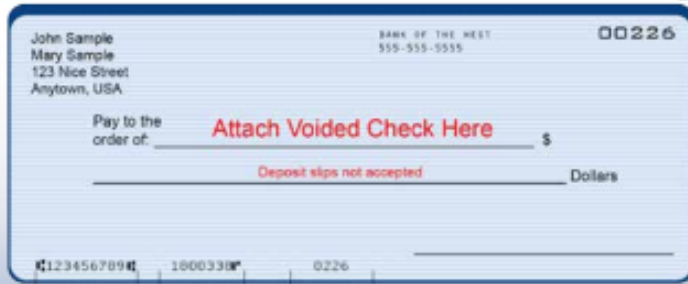 John Sample
Mary Sample
123 Nice Street
Anytown, USA
BANK OF THE WEST
555-555-5555
00226
Pay to the
order of: Attach Voided Check Here $
Deposit slips not accepted Dollars
⑆123456789⑆ 1800338⑈ 0226